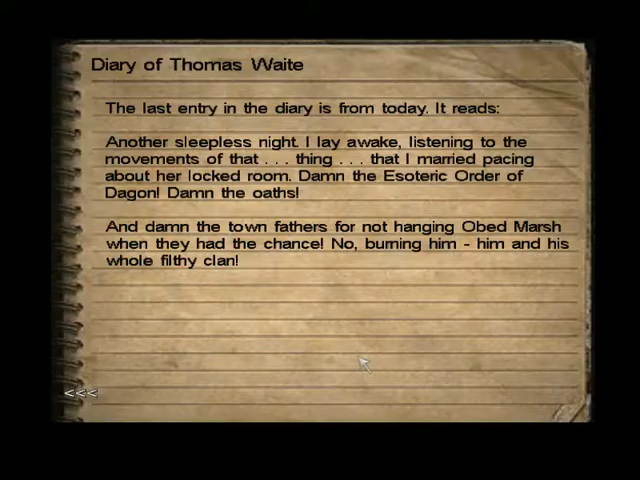 Diary of Thomas Waite
The last entry in the diary is from today. It reads:
Another sleepless night. I lay awake, listening to the
movements of that . . . thing . . . that I married pacing
about her locked room. Damn the Esoteric Order of
Dagon! Damn the oaths!
And damn the town fathers for not hanging Obed Marsh
when they had the chance! No, burning him - him and his
whole filthy clan!
<<<